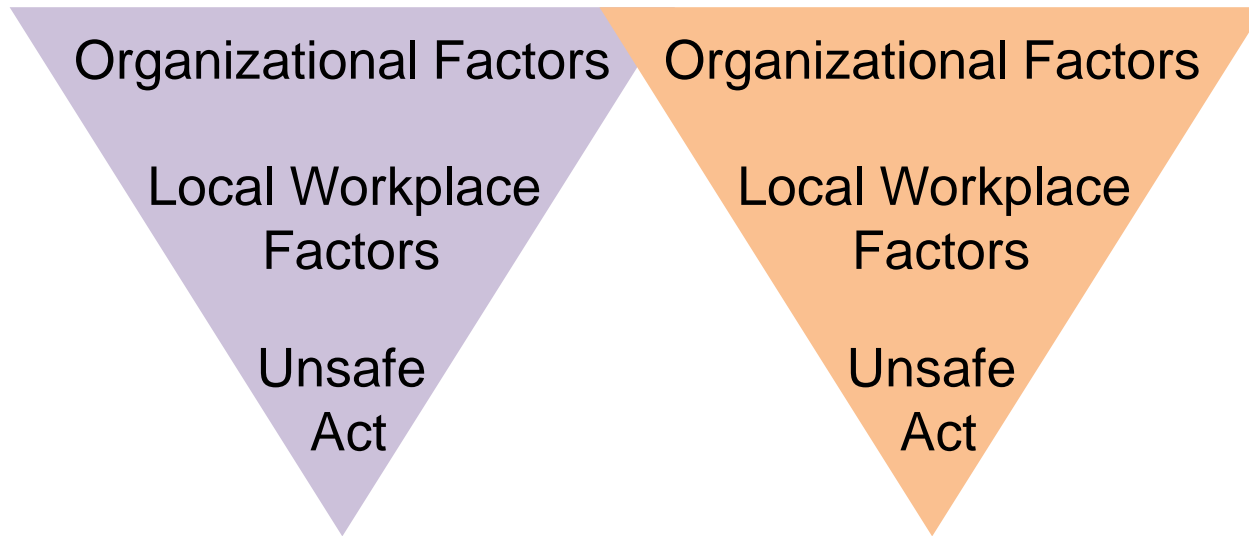 Organizational Factors
Local Workplace
Factors
Unsafe
Act
Organizational Factors
Local Workplace
Factors
Unsafe
Act